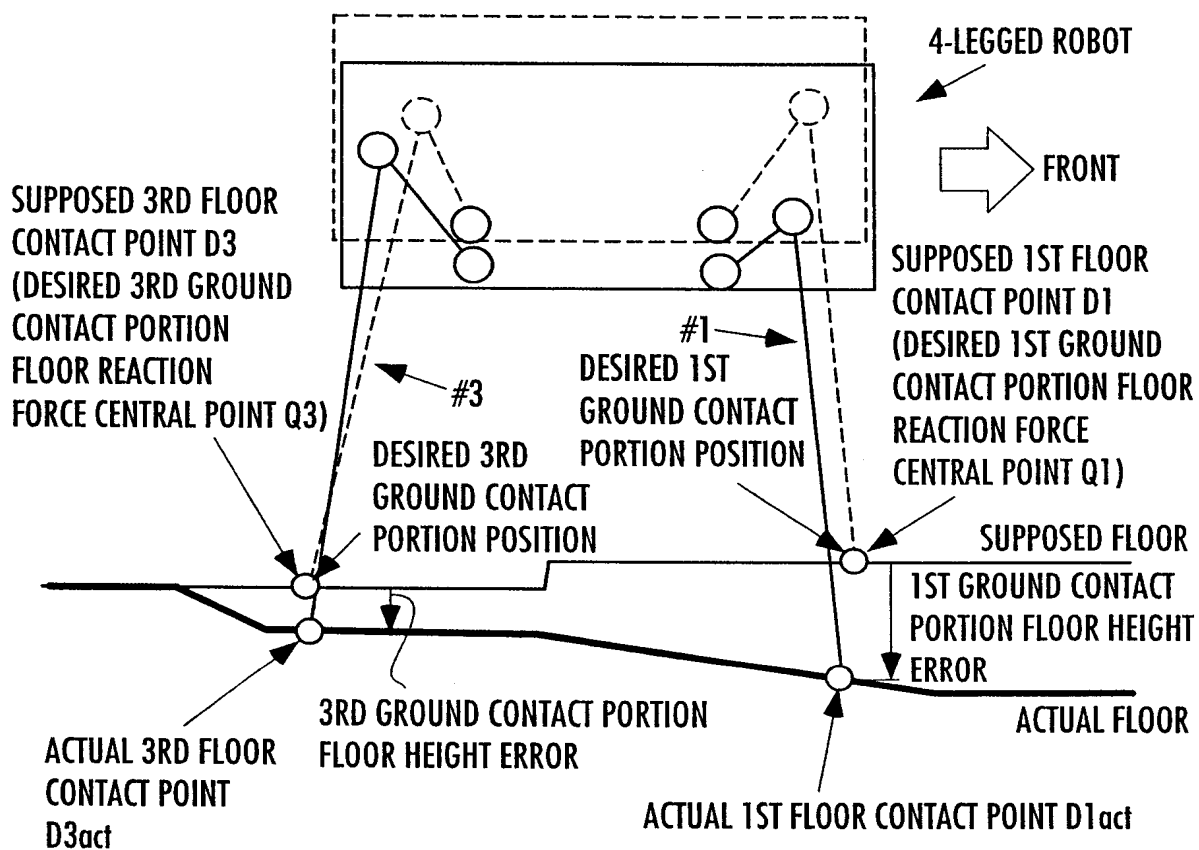 4-LEGGED ROBOT
FRONT
SUPPOSED 3RD FLOOR
CONTACT POINT D3
(DESIRED 3RD GROUND
CONTACT PORTION
FLOOR REACTION
FORCE CENTRAL POINT Q3)
#3
DESIRED 3RD
GROUND CONTACT
PORTION POSITION
#1
DESIRED 1ST
GROUND CONTACT
PORTION POSITION
SUPPOSED 1ST FLOOR
CONTACT POINT D1
(DESIRED 1ST GROUND
CONTACT PORTION FLOOR
REACTION FORCE
CENTRAL POINT Q1)
SUPPOSED FLOOR
1ST GROUND CONTACT
PORTION FLOOR HEIGHT
ERROR
ACTUAL FLOOR
3RD GROUND CONTACT PORTION
FLOOR HEIGHT ERROR
ACTUAL 3RD FLOOR
CONTACT POINT
D3act
ACTUAL 1ST FLOOR CONTACT POINT D1act